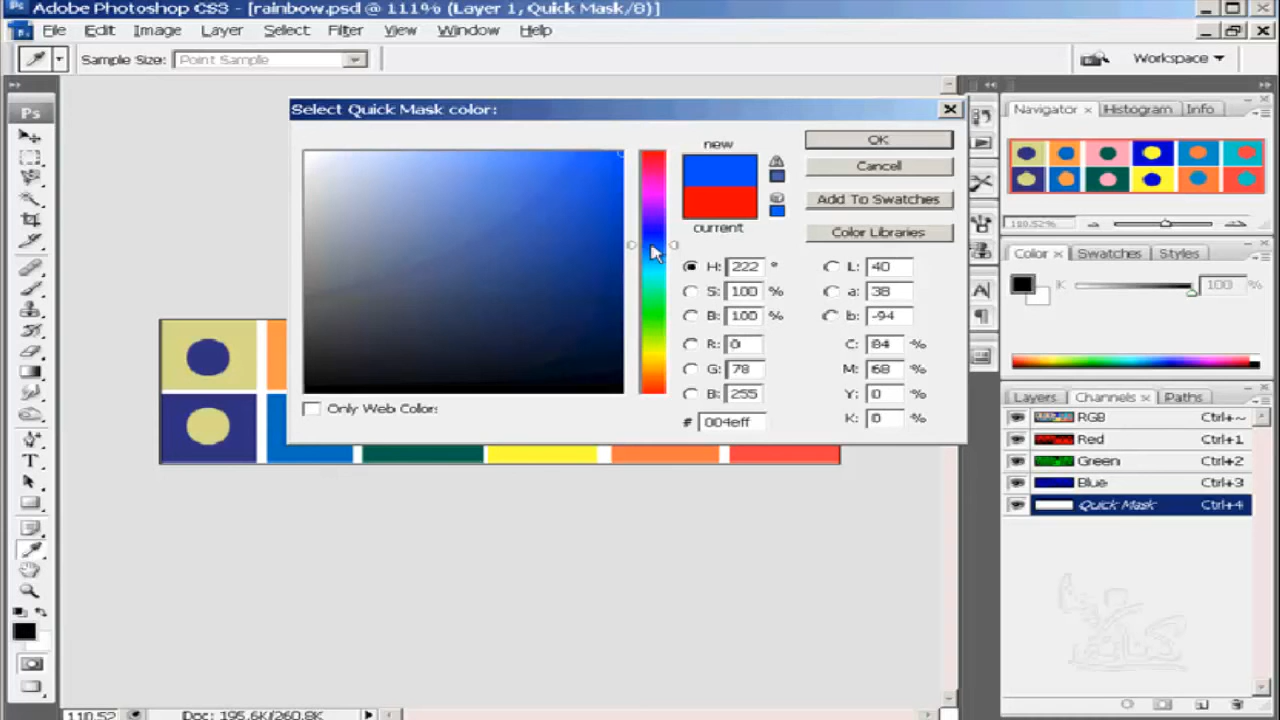 Adobe Photoshop CS3 - [rainbow.psd @ 111% (Layer 1, Quick Mask/8)]
File Edit Image Layer Select Filter View Window Help
Sample Size: Point Sample
Workspace
Ps
Select Quick Mask color:
new
current
OK
Cancel
Add To Swatches
Color Libraries
H: 222 °
S: 100 %
B: 100 %
R: 0
G: 78
B: 255
# 004eff
L: 40
a: 38
b: -94
C: 84 %
M: 68 %
Y: 0 %
K: 0 %
Only Web Colors
Navigator × Histogram Info
110.52%
Color × Swatches Styles
K 100 %
Layers Channels × Paths
RGB Ctrl+~
Red Ctrl+1
Green Ctrl+2
Blue Ctrl+3
Quick Mask Ctrl+4
110.52 Doc: 195.6K/260.8K